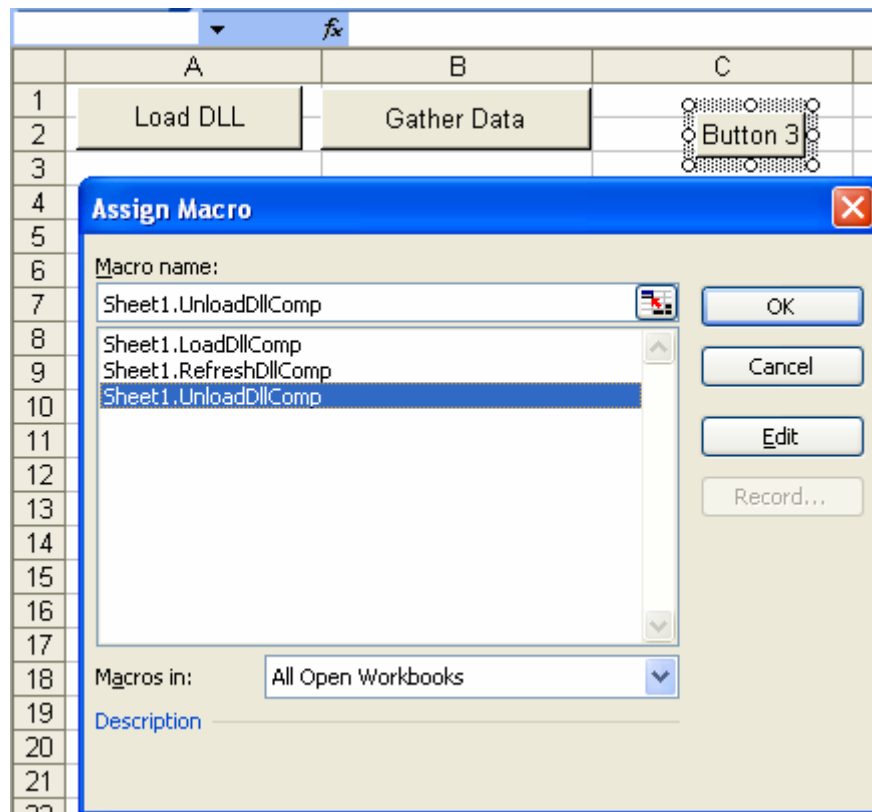 fx
A B C
1
Load DLL Gather Data
2
Button 3
3
4
Assign Macro
5
6
Macro name:
7
Sheet1.UnloadDllComp
OK
8
Sheet1.LoadDllComp
9
Sheet1.RefreshDllComp
Cancel
10
Sheet1.UnloadDllComp
11
Edit
12
13
Record...
14
15
16
17
18
Macros in: All Open Workbooks
19
Description
20
21
22